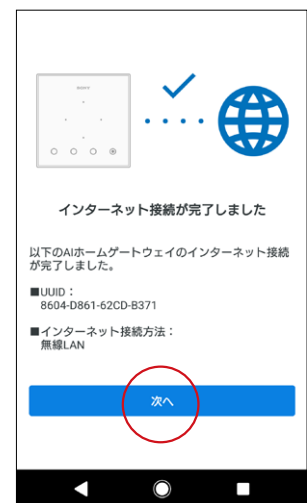 インターネット接続が完了しました
以下のAIホームゲートウェイのインターネット接続
が完了しました。
■UUID：
8604-D861-62CD-B371
■インターネット接続方法：
無線LAN
次へ